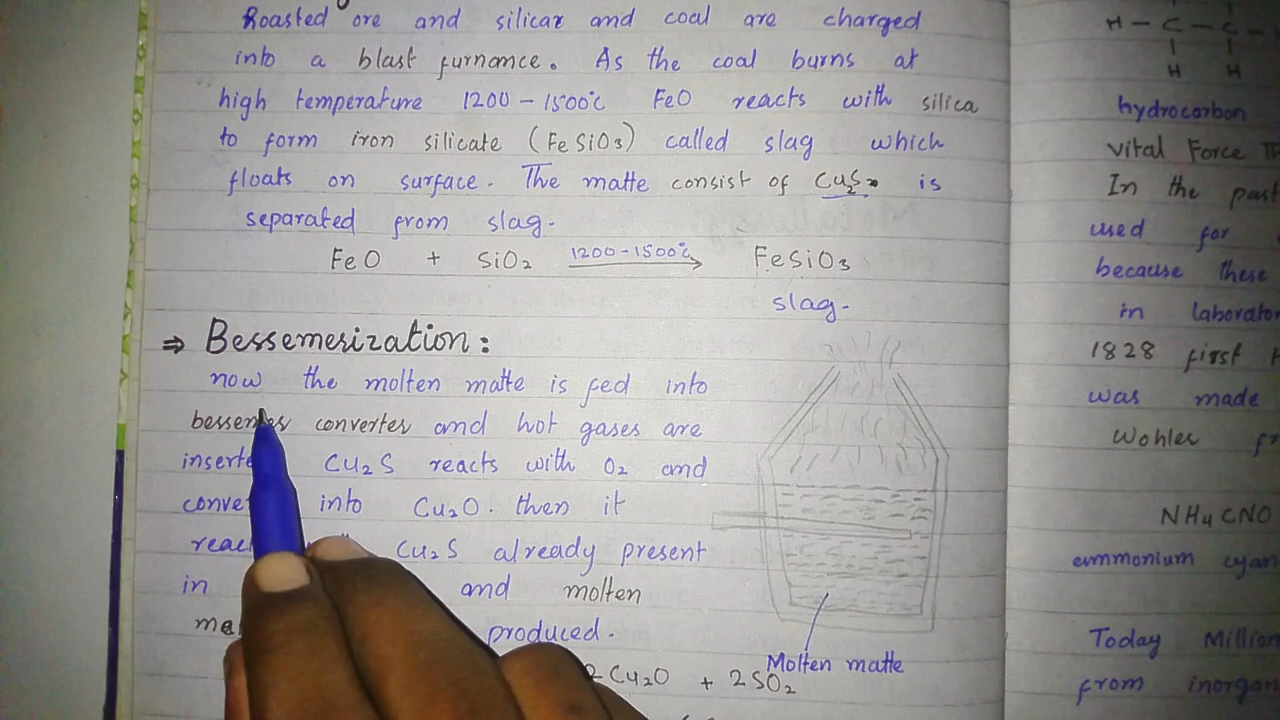 Roasted ore and silicar and coal are charged
into a blast furnance. As the coal burns at
high temperature 1200-1500°c FeO reacts with silica
to form iron silicate (FeSiO3) called slag which
floats on surface. The matte consist of Cu2S is
separated from slag.
FeO + SiO2 1200-1500°c FeSiO3
slag.
⇒ Bessemerization:
now the molten matte is fed into
converter and hot gases are
Cu2S reacts with O2 and
into Cu2O. then it
Cu2S already present
in and molten
produced.
2Cu2O + 2SO2
Molten matte
H-C-C-
H H
hydrocarbon
vital Force
In the past
used for
because these
in
1828 first
was made
Wohler
NH4CNO
ammonium
Today
from